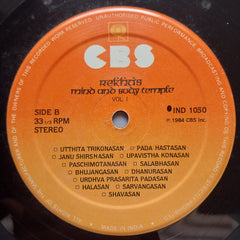 CBS
REKHA'S
MIND AND BODY TEMPLE
VOL 1
SIDE B
IND 1050
33⅓ RPM
STEREO
℗ 1984 CBS Inc.
□ UTTHITA TRIKONASAN □ PADA HASTASAN
□ JANU SHIRSHASAN □ UPAVISTHA KONASAN
□ PASCHIMOTANASAN □ SALABHASAN
□ BHUJANGASAN □ DHANURASAN
□ URDHVA PRASARITA PADASAN
□ HALASAN □ SARVANGASAN
□ SHAVASAN
MADE IN INDIA